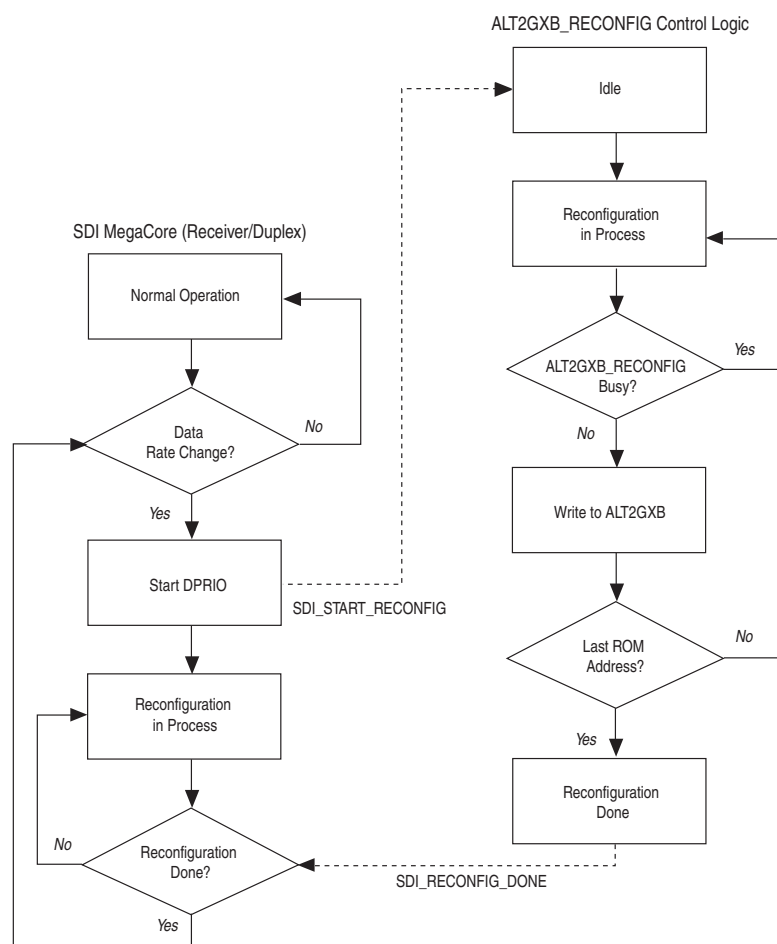 ALT2GXB_RECONFIG Control Logic
Idle
Reconfiguration
in Process
ALT2GXB_RECONFIG
Busy?
Yes
No
Write to ALT2GXB
Last ROM
Address?
No
Yes
Reconfiguration
Done
SDI MegaCore (Receiver/Duplex)
Normal Operation
Data
Rate Change?
No
Yes
Start DPRIO
SDI_START_RECONFIG
Reconfiguration
in Process
No
Reconfiguration
Done?
SDI_RECONFIG_DONE
Yes